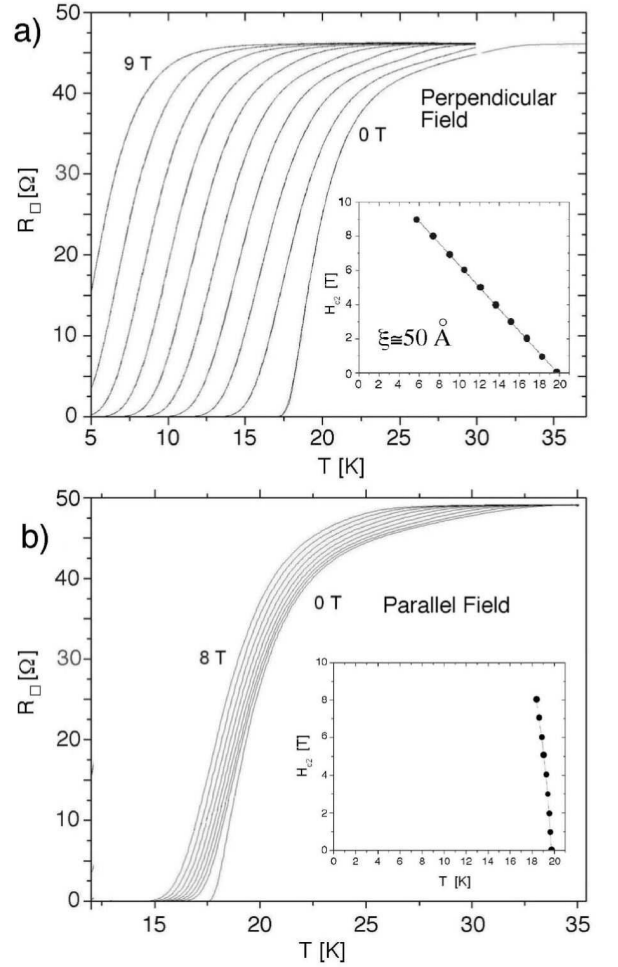 a)
50
40
30
20
10
0
R□ [Ω]
9 T
0 T
Perpendicular
Field
10
8
6
4
2
0
Hc2 [T]
ξ≅50 Å
0 2 4 6 8 10 12 14 16 18 20
5 10 15 20 25 30 35
T [K]
b)
50
40
30
20
10
0
R□ [Ω]
8 T
0 T
Parallel Field
10
8
6
4
2
0
Hc2 [T]
0 2 4 6 8 10 12 14 16 18 20
T [K]
15 20 25 30 35
T [K]